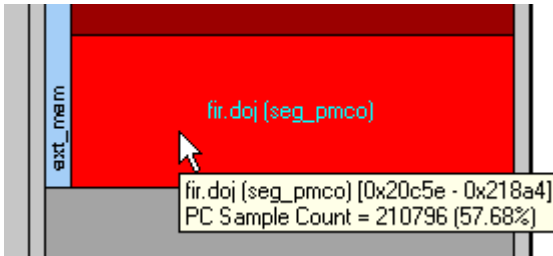 ext_mem
fir.doj (seg_pmco)
fir.doj (seg_pmco) [0x20c5e - 0x218a4]
PC Sample Count = 210796 (57.68%)